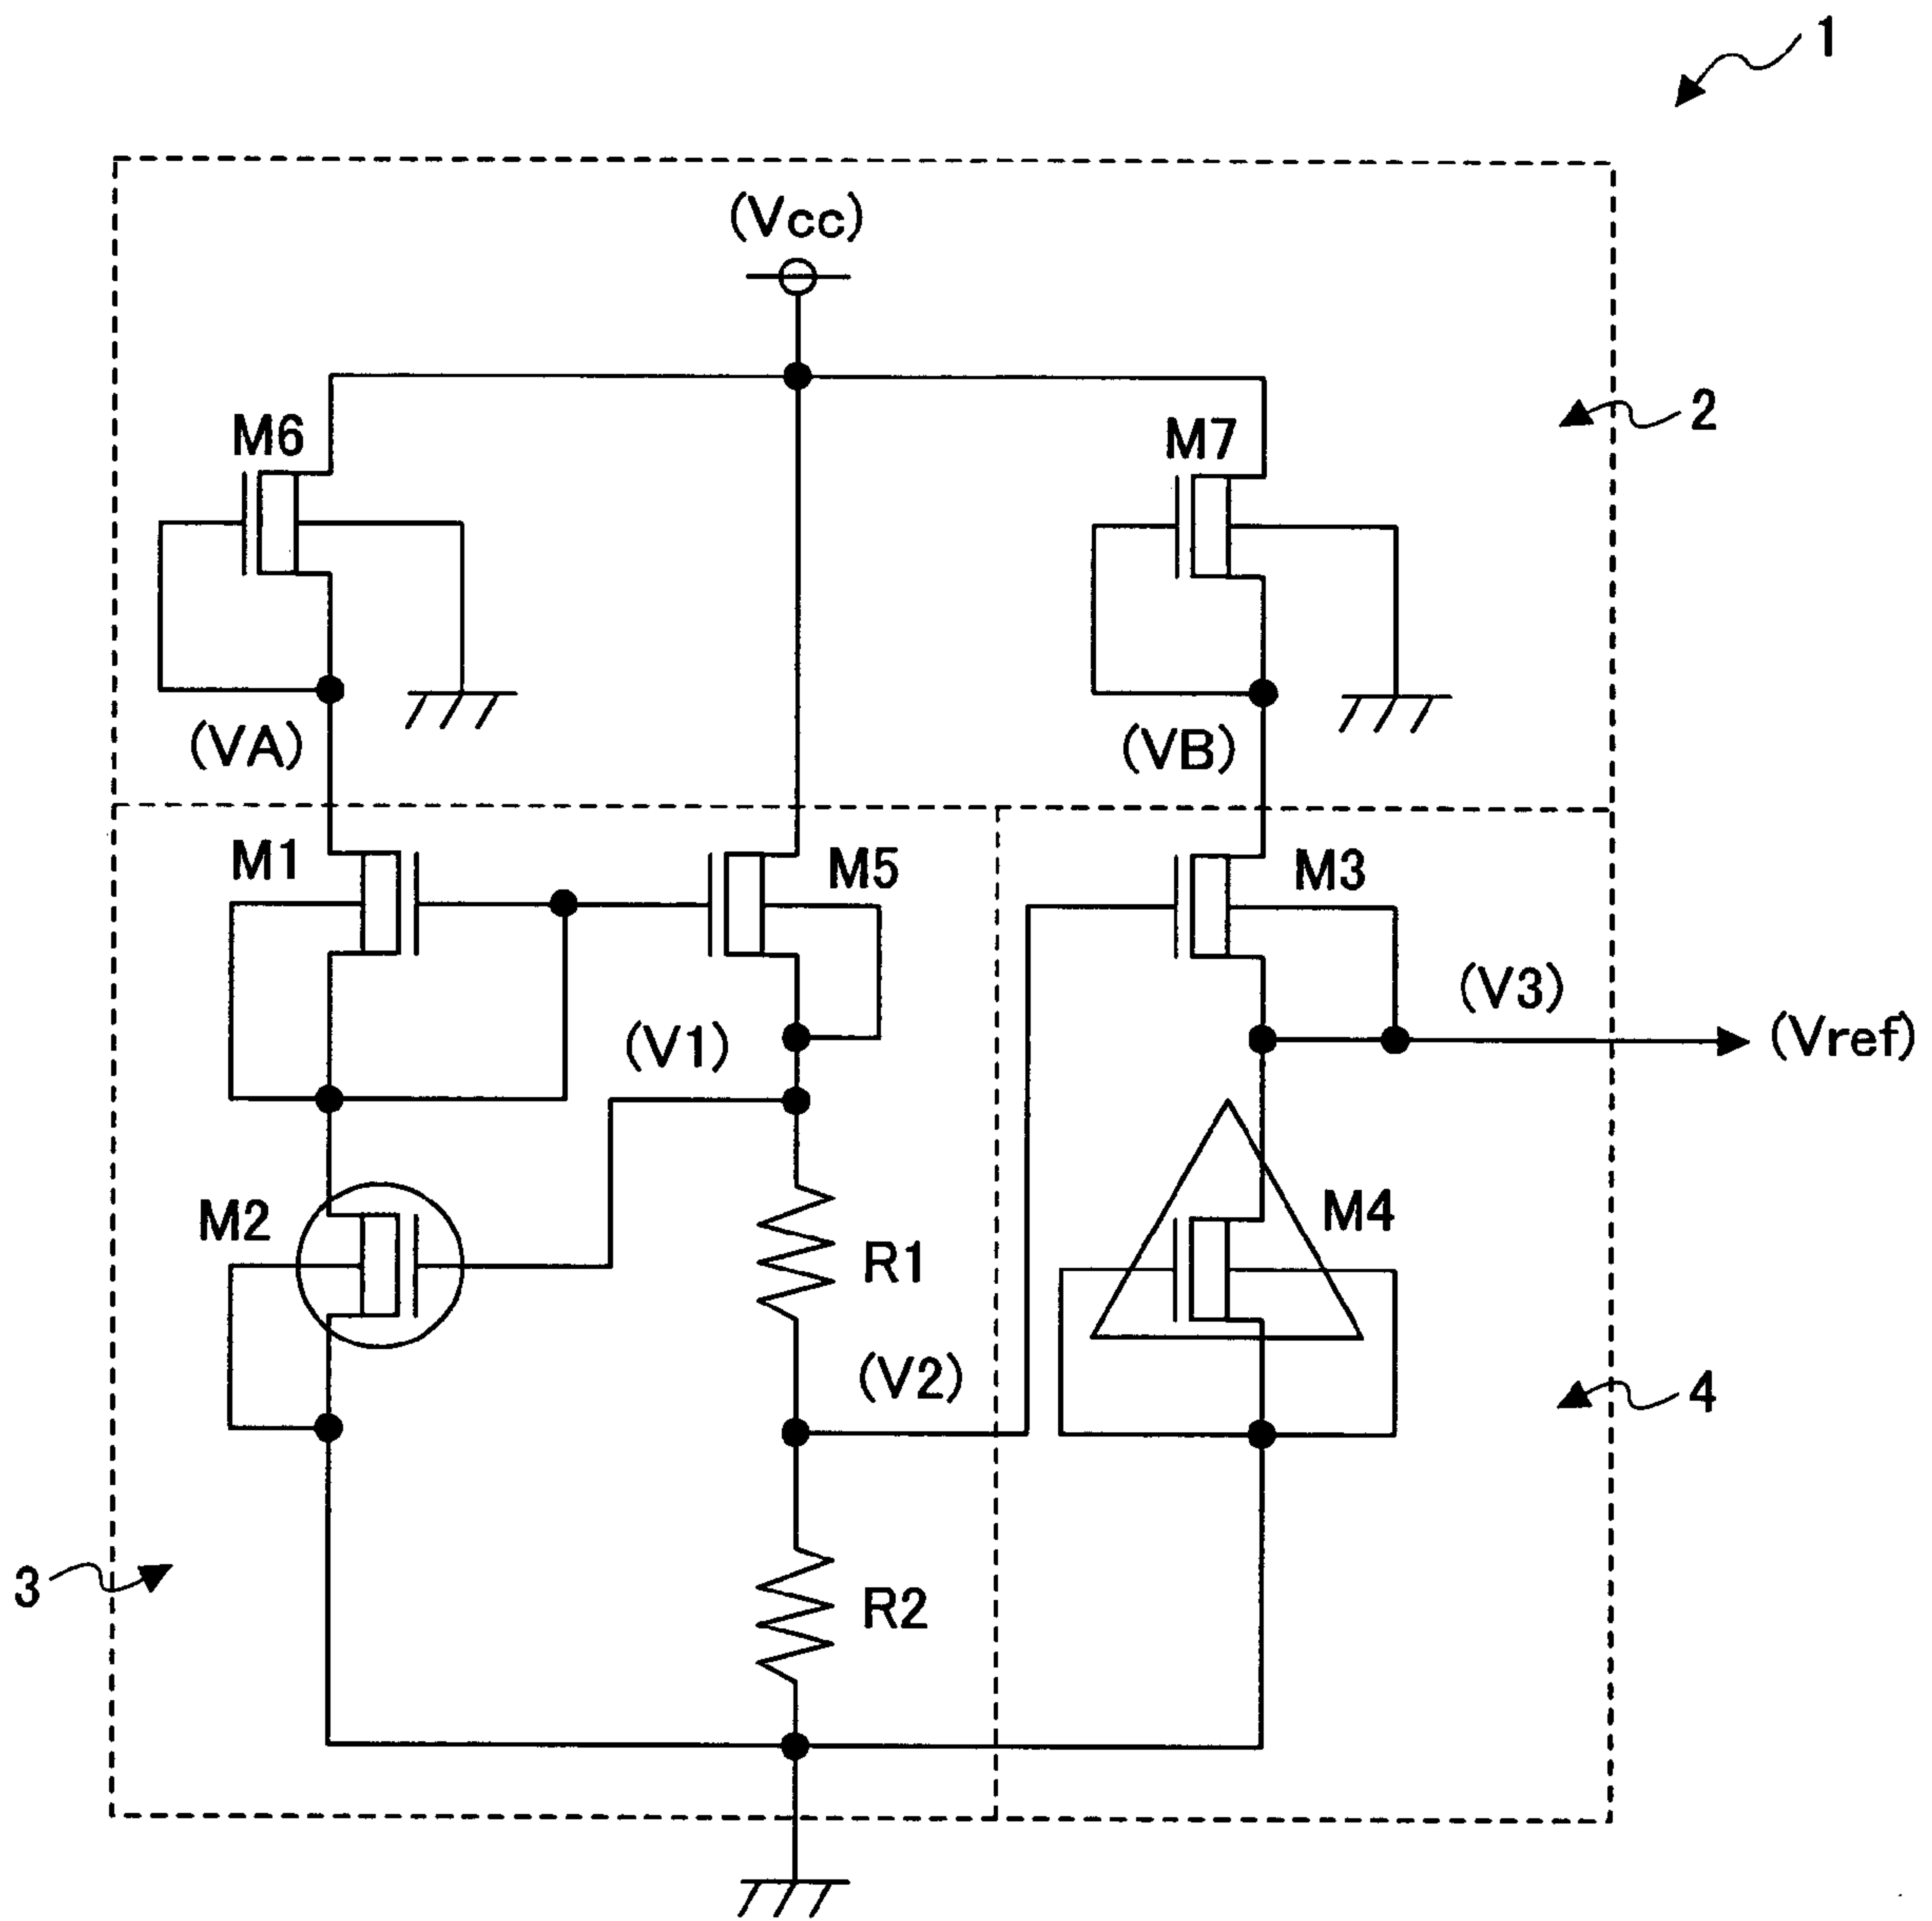 1
(Vcc)
2
M6
M7
(VA)
(VB)
M1
M5
M3
(V3)
(V1)
(Vref)
M2
M4
R1
(V2)
4
3
R2